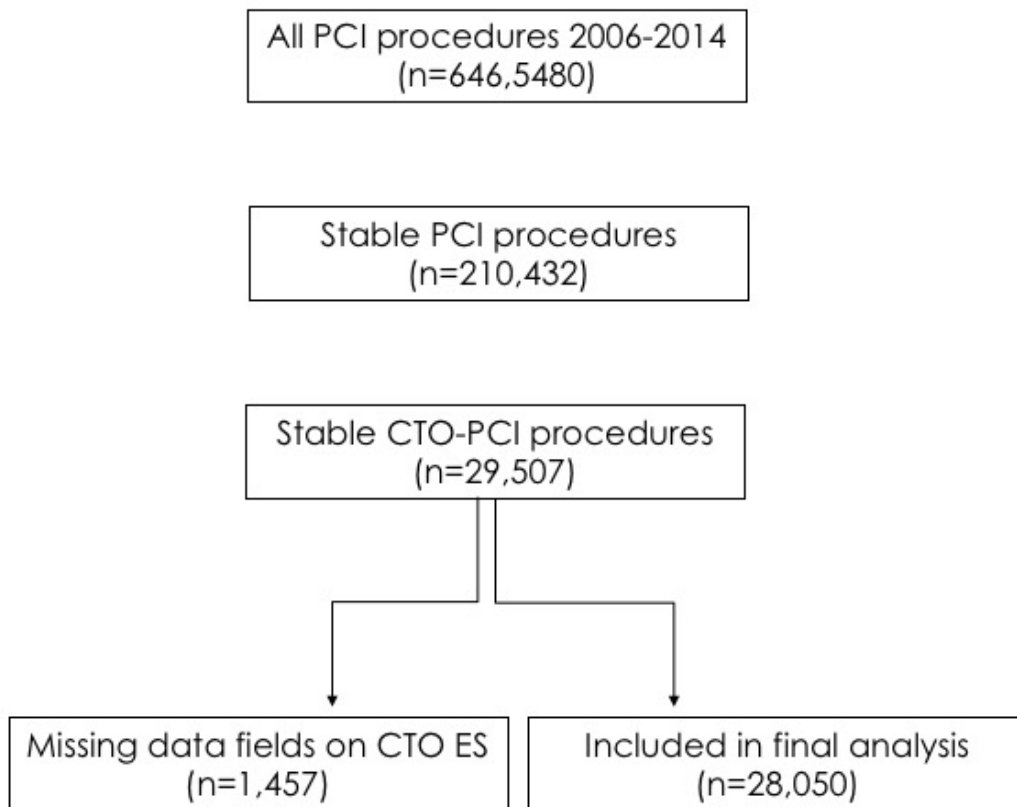 All PCI procedures 2006-2014
(n=646,5480)
Stable PCI procedures
(n=210,432)
Stable CTO-PCI procedures
(n=29,507)
Missing data fields on CTO ES
(n=1,457)
Included in final analysis
(n=28,050)